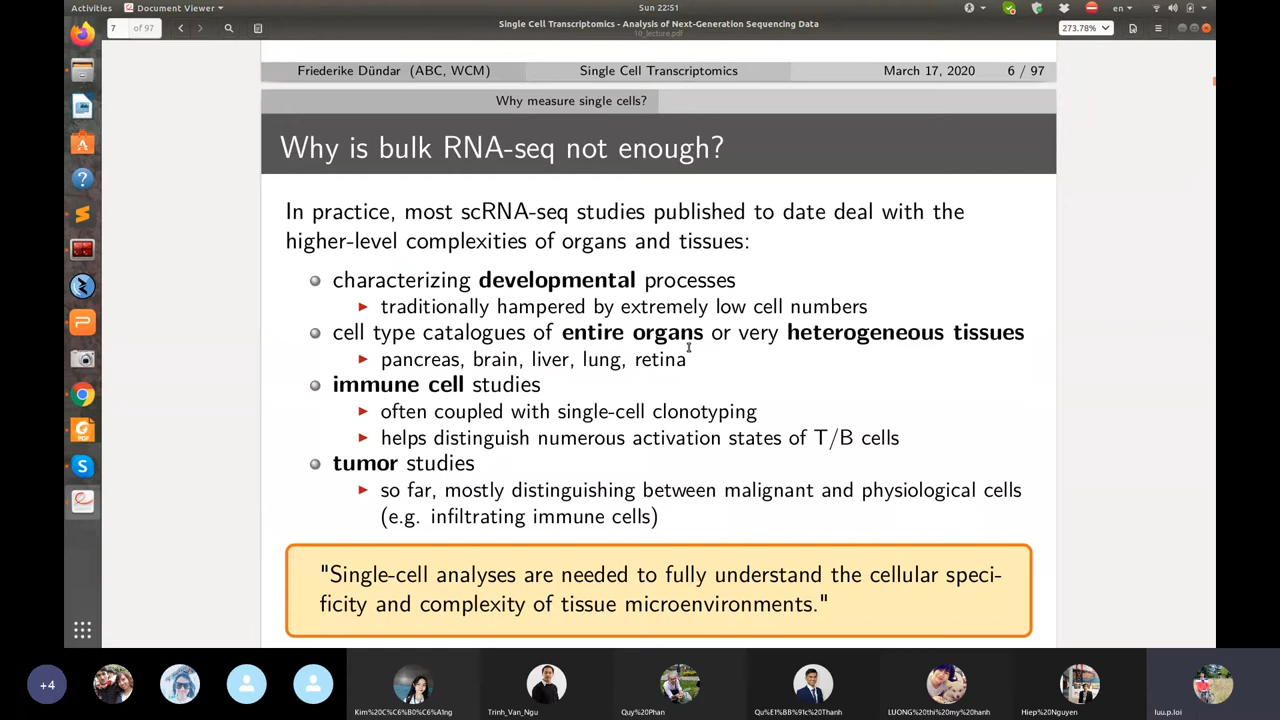 Activities Document Viewer Sun 22:51 en
Single Cell Transcriptomics - Analysis of Next-Generation Sequencing Data
10_lecture.pdf
7 of 97 273.78%
Friederike Dündar (ABC, WCM) Single Cell Transcriptomics March 17, 2020 6 / 97
Why measure single cells?
Why is bulk RNA-seq not enough?
In practice, most scRNA-seq studies published to date deal with the
higher-level complexities of organs and tissues:
characterizing developmental processes
traditionally hampered by extremely low cell numbers
cell type catalogues of entire organs or very heterogeneous tissues
pancreas, brain, liver, lung, retina
immune cell studies
often coupled with single-cell clonotyping
helps distinguish numerous activation states of T/B cells
tumor studies
so far, mostly distinguishing between malignant and physiological cells
(e.g. infiltrating immune cells)
"Single-cell analyses are needed to fully understand the cellular speci-
ficity and complexity of tissue microenvironments."
+4
Kim%20C%C6%B0%C6%A1ng Trinh_Van_Ngu Quy%20Phan Qu%E1%BB%91c%20Thanh LUONG%20thi%20my%20hanh Hiep%20Nguyen luu.p.loi